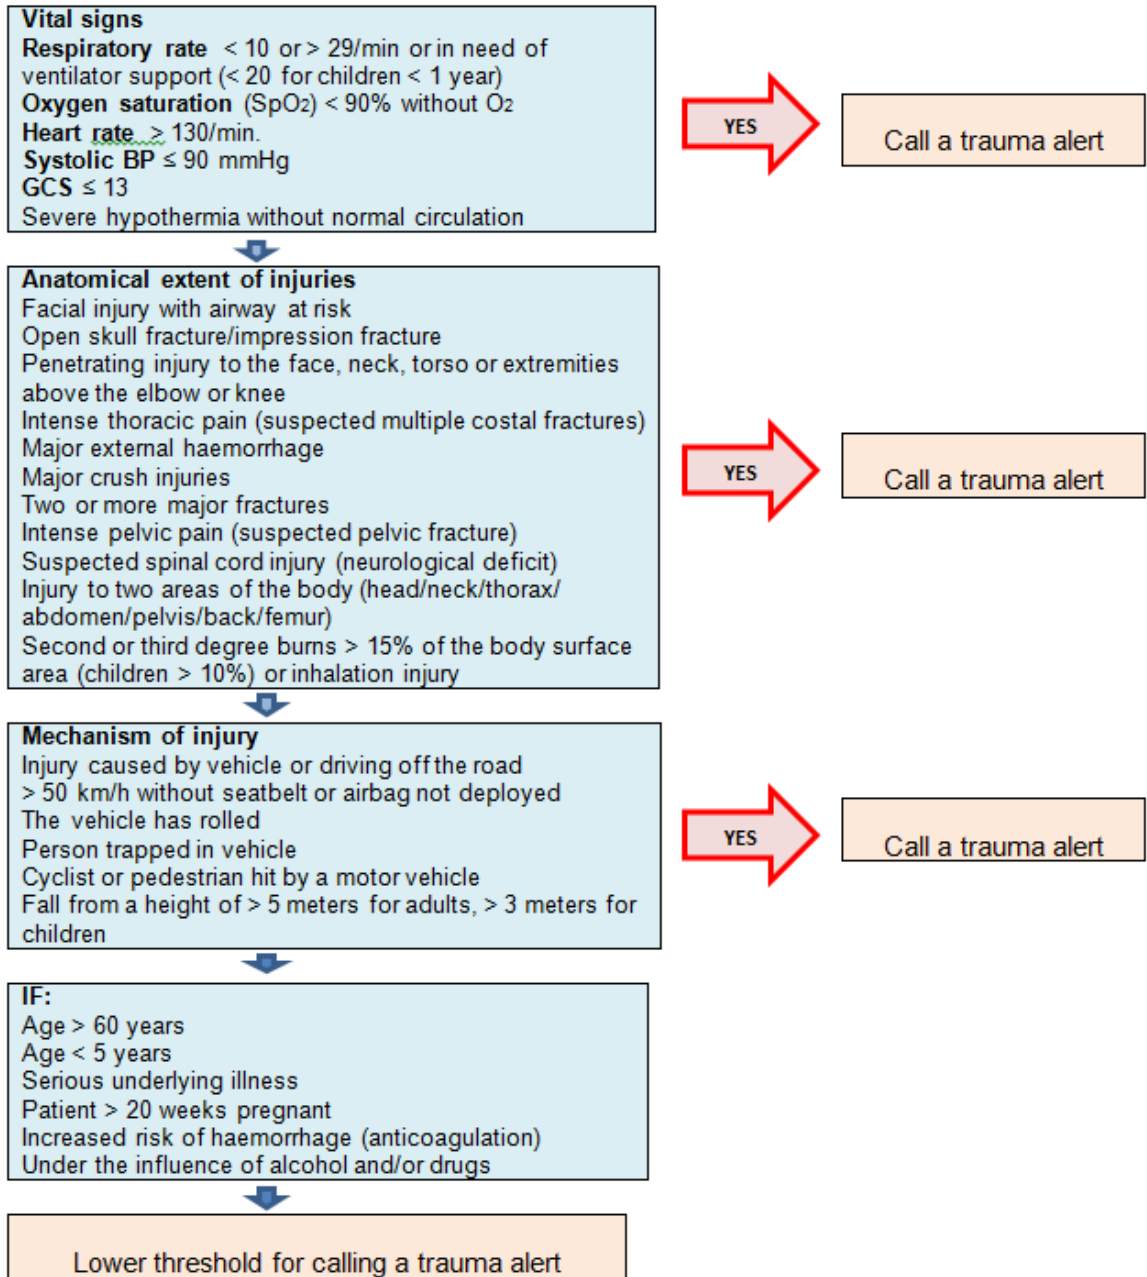 Vital signs
Respiratory rate < 10 or > 29/min or in need of
ventilator support (< 20 for children < 1 year)
Oxygen saturation (SpO2) < 90% without O2
Heart rate > 130/min.
Systolic BP ≤ 90 mmHg
GCS ≤ 13
Severe hypothermia without normal circulation
YES
Call a trauma alert
Anatomical extent of injuries
Facial injury with airway at risk
Open skull fracture/impression fracture
Penetrating injury to the face, neck, torso or extremities
above the elbow or knee
Intense thoracic pain (suspected multiple costal fractures)
Major external haemorrhage
Major crush injuries
Two or more major fractures
Intense pelvic pain (suspected pelvic fracture)
Suspected spinal cord injury (neurological deficit)
Injury to two areas of the body (head/neck/thorax/
abdomen/pelvis/back/femur)
Second or third degree burns > 15% of the body surface
area (children > 10%) or inhalation injury
YES
Call a trauma alert
Mechanism of injury
Injury caused by vehicle or driving off the road
> 50 km/h without seatbelt or airbag not deployed
The vehicle has rolled
Person trapped in vehicle
Cyclist or pedestrian hit by a motor vehicle
Fall from a height of > 5 meters for adults, > 3 meters for
children
YES
Call a trauma alert
IF:
Age > 60 years
Age < 5 years
Serious underlying illness
Patient > 20 weeks pregnant
Increased risk of haemorrhage (anticoagulation)
Under the influence of alcohol and/or drugs
Lower threshold for calling a trauma alert